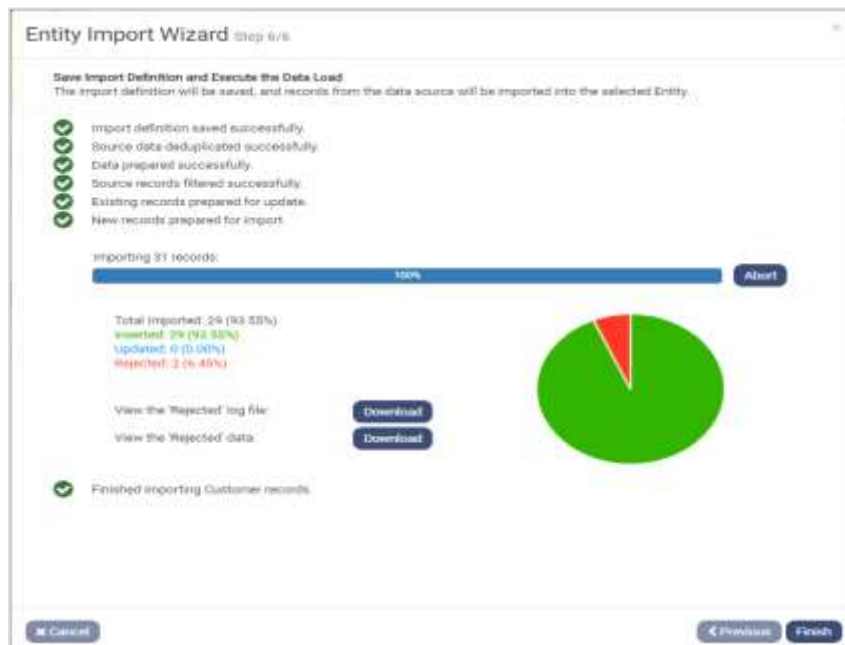 Entity Import Wizard Step 6/6
Save Import Definition and Execute the Data Load
The import definition will be saved, and records from the data source will be imported into the selected Entity.
Import definition saved successfully.
Source data deduplicated successfully.
Data prepared successfully.
Source records filtered successfully.
Existing records prepared for update.
New records prepared for import.
Importing 31 records:
100%
Abort
Total Imported: 29 (93.55%)
Inserted: 29 (93.55%)
Updated: 0 (0.00%)
Rejected: 2 (6.45%)
View the 'Rejected' log file: Download
View the 'Rejected' data: Download
Finished importing Customer records.
Cancel
Previous
Finish